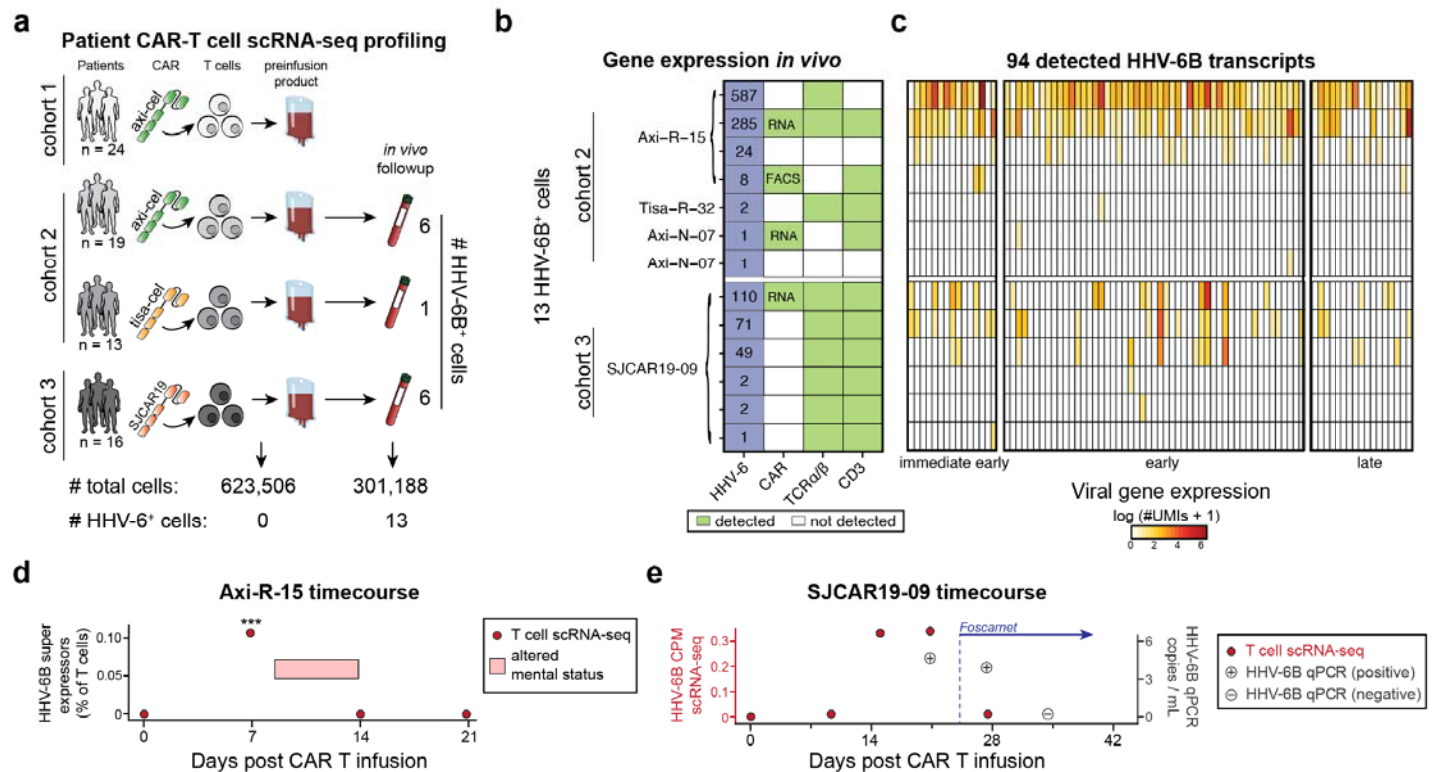 a
Patient CAR-T cell scRNA-seq profiling
Patients CAR T cells preinfusion product
cohort 1
axi-cel
n = 24
in vivo followup
cohort 2
axi-cel
n = 19
6
tisa-cel
n = 13
1
# HHV-6B+ cells
cohort 3
SJCAR19
n = 16
6
# total cells: 623,506 301,188
# HHV-6+ cells: 0 13
b
Gene expression in vivo
13 HHV-6B+ cells
cohort 2
Axi-R-15
587
285 RNA
24
8 FACS
Tisa-R-32 2
Axi-N-07 1 RNA
Axi-N-07 1
cohort 3
SJCAR19-09
110 RNA
71
49
2
2
1
HHV-6 CAR TCRα/β CD3
detected not detected
c
94 detected HHV-6B transcripts
immediate early early late
Viral gene expression
log (#UMIs + 1)
0 2 4 6
d
Axi-R-15 timecourse
HHV-6B super
expressors
(% of T cells)
0.10
0.05
0
***
0 7 14 21
Days post CAR T infusion
T cell scRNA-seq
altered
mental status
e
SJCAR19-09 timecourse
HHV-6B CPM
scRNA-seq
0.3
0.2
0.1
0
Foscarnet
6
3
0
HHV-6B qPCR
copies / mL
0 14 28 42
Days post CAR T infusion
T cell scRNA-seq
HHV-6B qPCR (positive)
HHV-6B qPCR (negative)